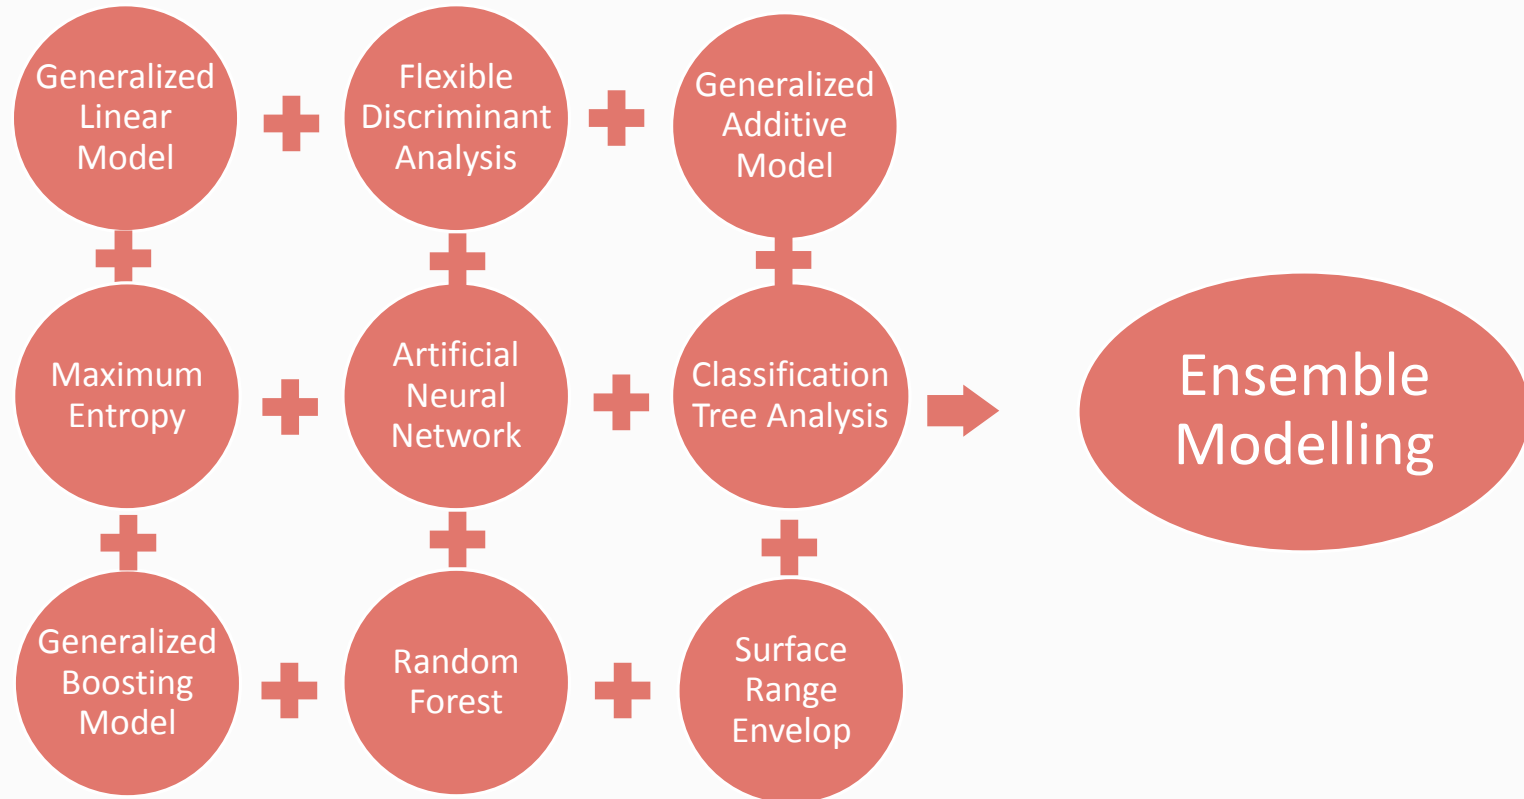 Generalized
Linear
Model
Flexible
Discriminant
Analysis
Generalized
Additive
Model
Maximum
Entropy
Artificial
Neural
Network
Classification
Tree Analysis
Ensemble
Modelling
Generalized
Boosting
Model
Random
Forest
Surface
Range
Envelop